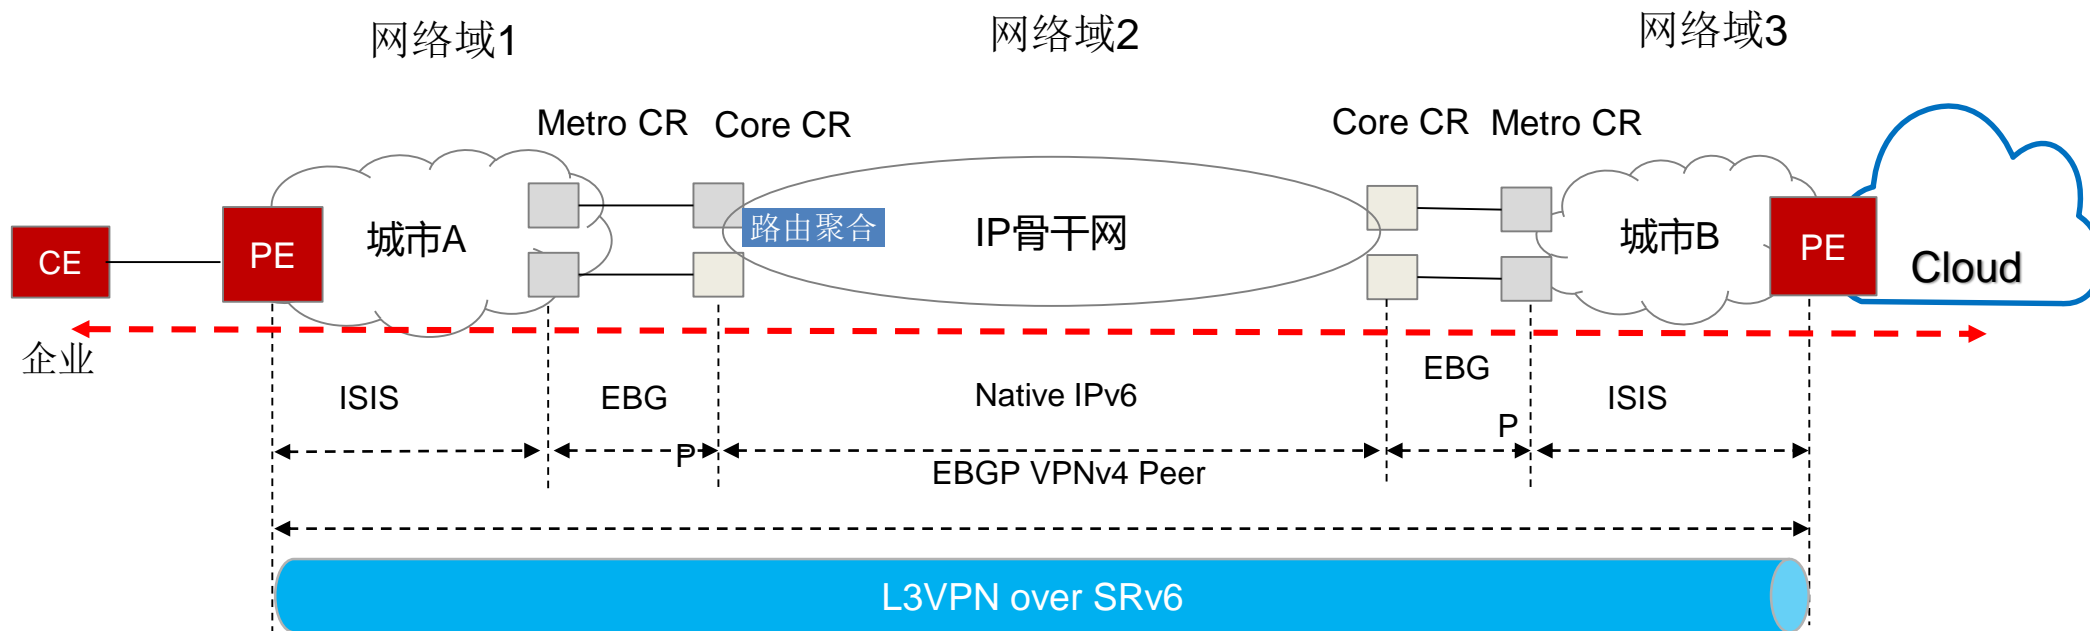 网络域1
网络域2
网络域3
Metro CR
Core CR
Core CR
Metro CR
CE
PE
城市A
路由聚合
IP骨干网
城市B
PE
Cloud
企业
ISIS
EBG
P
Native IPv6
EBG
P
ISIS
EBGP VPNv4 Peer
L3VPN over SRv6